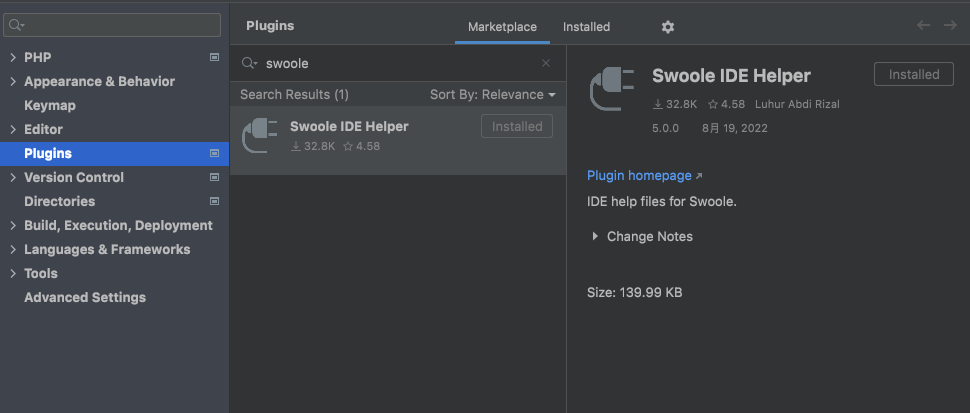 PHP
Appearance & Behavior
Keymap
Editor
Plugins
Version Control
Directories
Build, Execution, Deployment
Languages & Frameworks
Tools
Advanced Settings
Plugins
Marketplace
Installed
swoole
Search Results (1)
Sort By: Relevance
Swoole IDE Helper
32.8K
4.58
Installed
Swoole IDE Helper
Installed
32.8K
4.58
Luhur Abdi Rizal
5.0.0
8月 19, 2022
Plugin homepage
IDE help files for Swoole.
Change Notes
Size: 139.99 KB